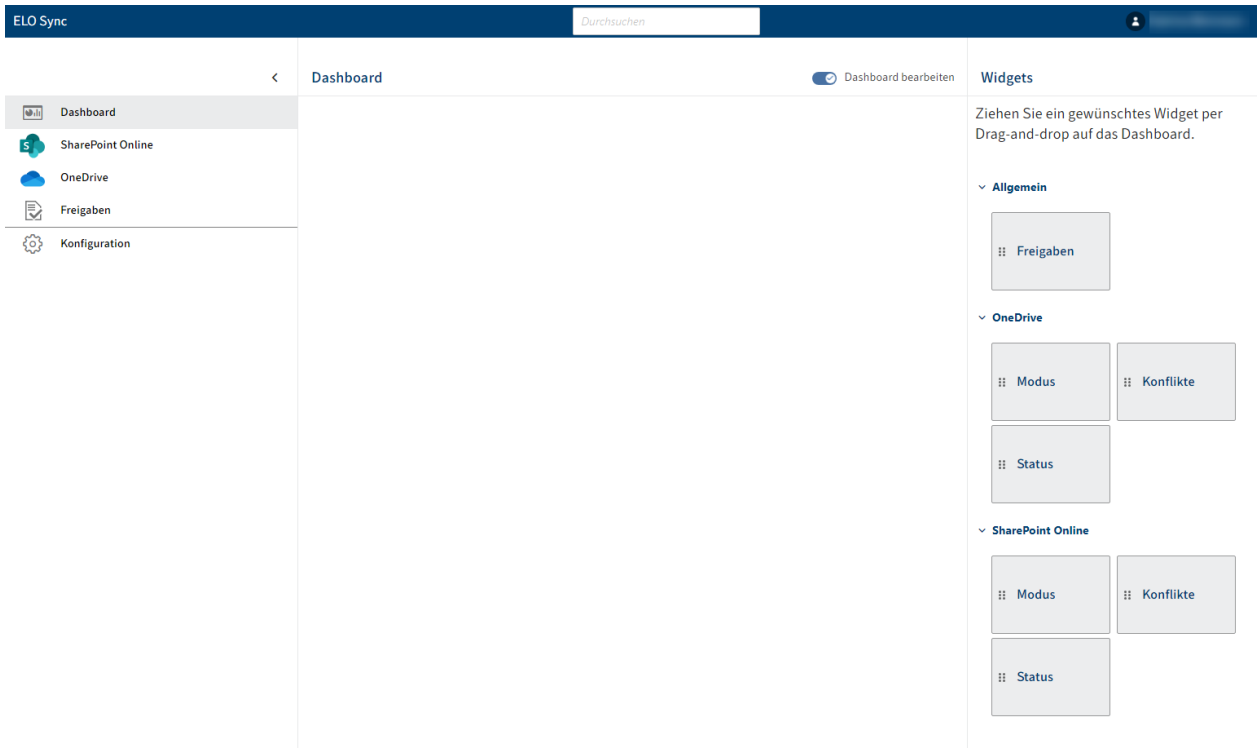 ELO Sync
Durchsuchen
Dashboard
SharePoint Online
OneDrive
Freigaben
Konfiguration
Dashboard
Dashboard bearbeiten
Widgets
Ziehen Sie ein gewünschtes Widget per
Drag-and-drop auf das Dashboard.
Allgemein
Freigaben
OneDrive
Modus
Konflikte
Status
SharePoint Online
Modus
Konflikte
Status